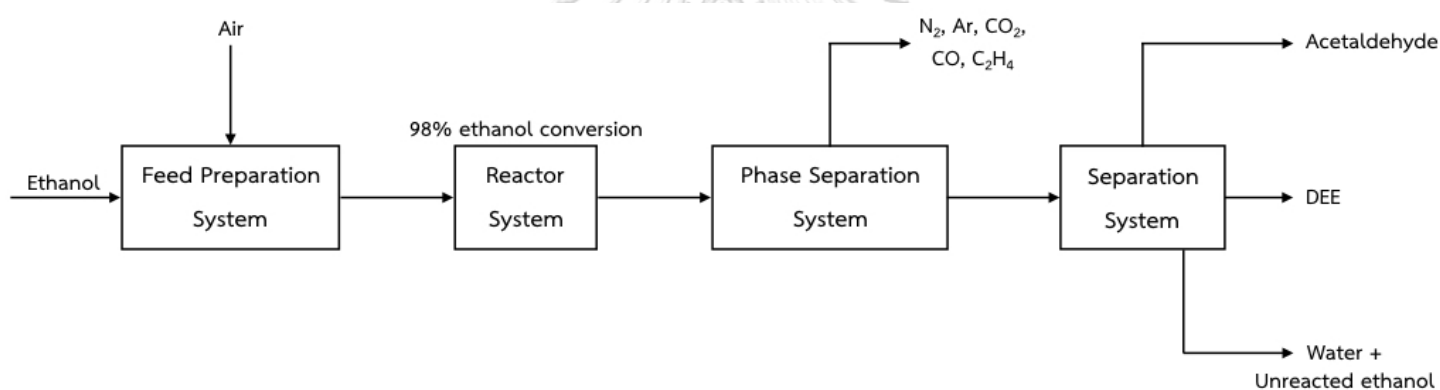 Air
N₂, Ar, CO₂,
CO, C₂H₄
Acetaldehyde
98% ethanol conversion
Ethanol
Feed Preparation
System
Reactor
System
Phase Separation
System
Separation
System
DEE
Water +
Unreacted ethanol